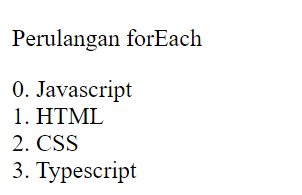 Perulangan forEach
0. Javascript
1. HTML
2. CSS
3. Typescript